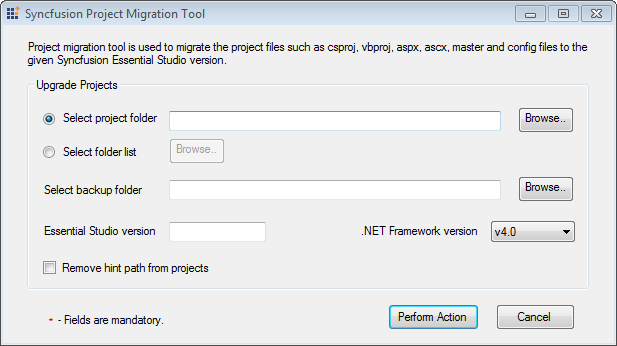 Syncfusion Project Migration Tool
Project migration tool is used to migrate the project files such as csproj, vbproj, aspx, ascx, master and config files to the
given Syncfusion Essential Studio version.
Upgrade Projects
Select project folder
Browse..
Select folder list
Browse..
Select backup folder
Browse..
Essential Studio version
.NET Framework version
v4.0
Remove hint path from projects
* - Fields are mandatory.
Perform Action
Cancel